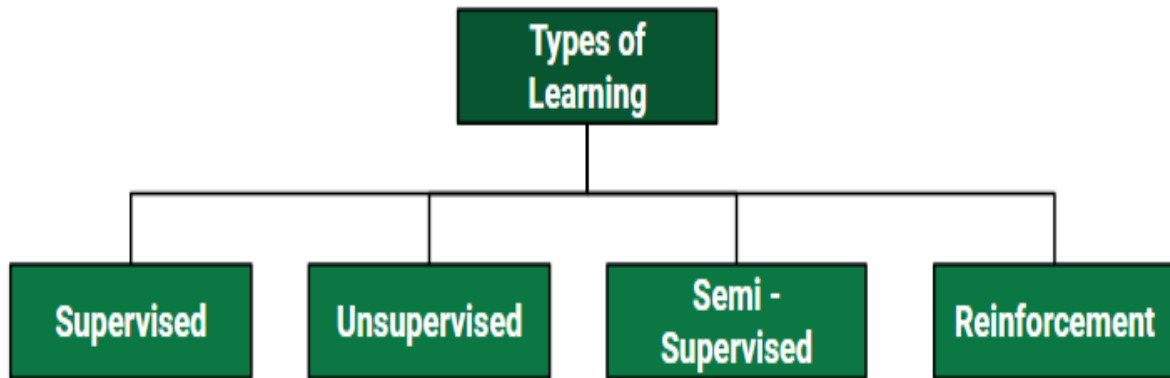 Types of
Learning
Supervised
Unsupervised
Semi -
Supervised
Reinforcement